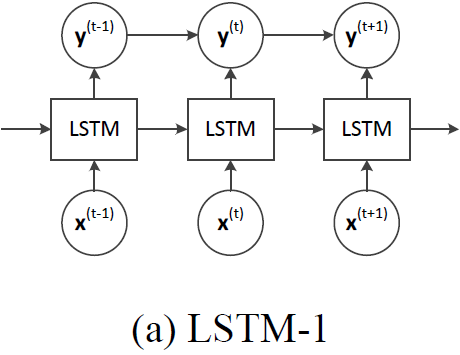 y(t-1) y(t) y(t+1)
LSTM LSTM LSTM
x(t-1) x(t) x(t+1)
(a) LSTM-1